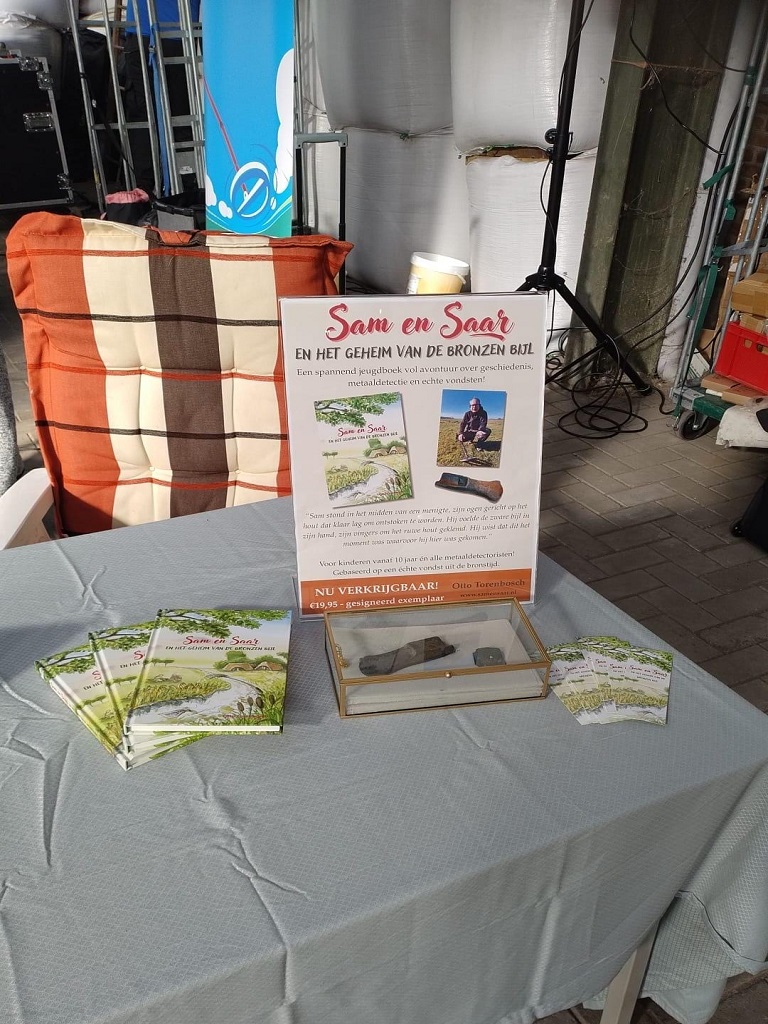 Sam en Saar
EN HET GEHEIM VAN DE BRONZEN BIJL
Een spannend jeugdboek vol avontuur over geschiedenis,
metaaldetectie en echte vondsten!
Sam en Saar
EN HET GEHEIM VAN DE BRONZEN BIJL
"Sam stond in het midden van een menigte, zijn ogen gericht op het
hout dat klaar lag om ontstoken te worden. Hij voelde de zware bijl in
zijn hand, zijn vingers om het ruwe hout geklemd. Hij wist dat dit het
moment was waarvoor hij hier was gekomen."
Voor kinderen vanaf 10 jaar én alle metaaldetectoristen!
Gebaseerd op een échte vondst uit de bronstijd.
NU VERKRIJGBAAR!
€19,95 - gesigneerd exemplaar
Otto Torenbosch
Sam en Saar
EN HET GEHEIM VAN DE BRONZEN BIJL
Sam en Saar